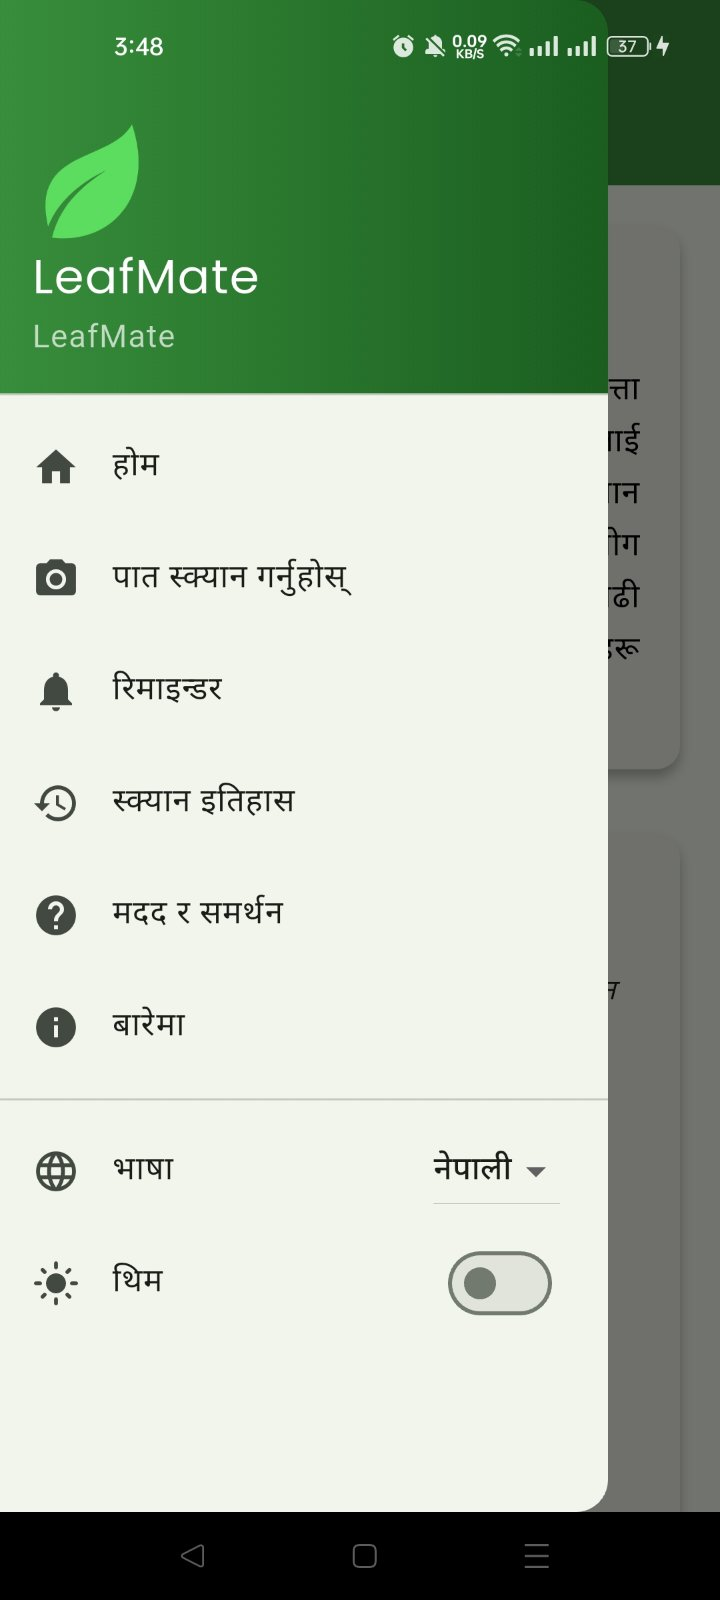 3:48
0.09
KB/S
37
LeafMate
LeafMate
होम
पात स्क्यान गर्नुहोस्
रिमाइन्डर
स्क्यान इतिहास
मदद र समर्थन
बारेमा
भाषा
नेपाली
थिम